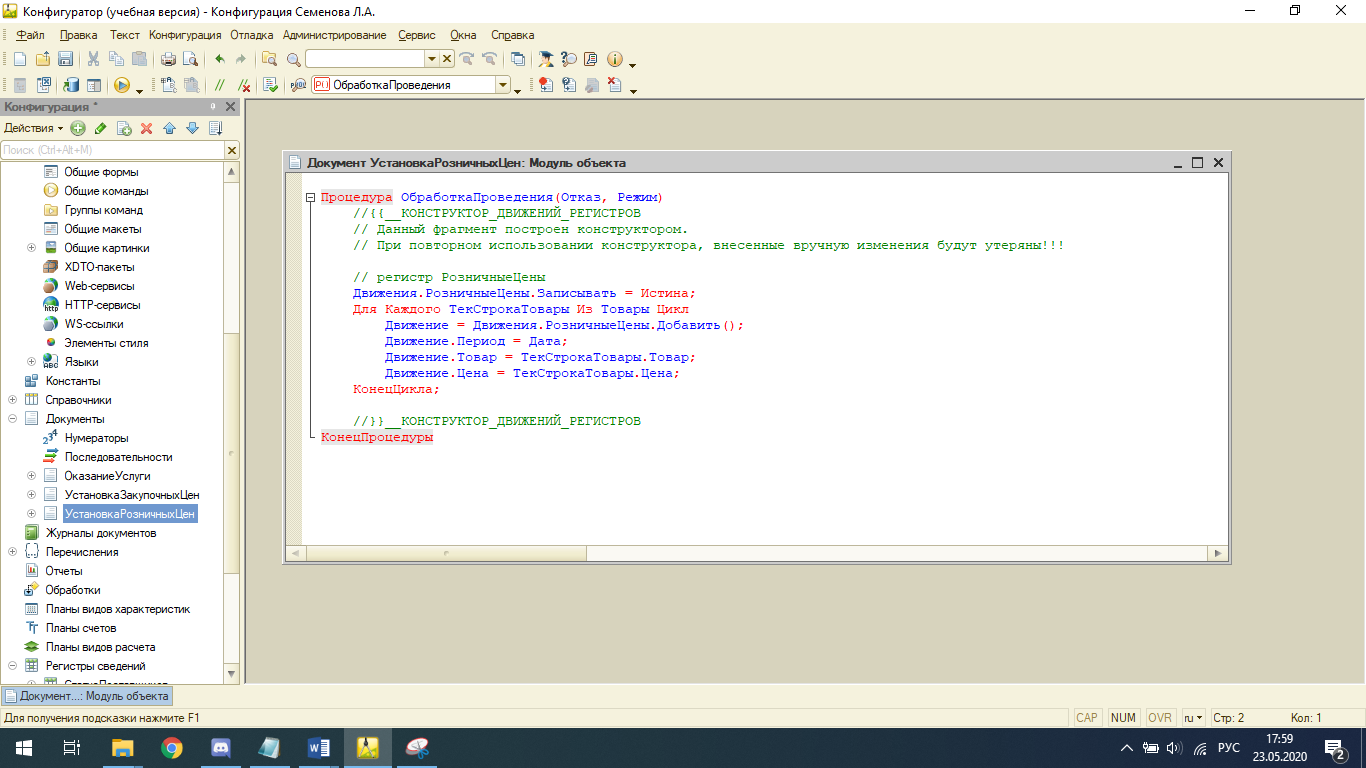 Конфигуратор (учебная версия) - Конфигурация Семенова Л.А.
Файл Правка Текст Конфигурация Отладка Администрирование Сервис Окна Справка
ОбработкаПроведения
Конфигурация *
Действия
Поиск (Ctrl+Alt+M)
Общие формы
Общие команды
Группы команд
Общие макеты
Общие картинки
XDTO-пакеты
Web-сервисы
HTTP-сервисы
WS-ссылки
Элементы стиля
Языки
Константы
Справочники
Документы
Нумераторы
Последовательности
ОказаниеУслуги
УстановкаЗакупочныхЦен
УстановкаРозничныхЦен
Журналы документов
Перечисления
Отчеты
Обработки
Планы видов характеристик
Планы счетов
Планы видов расчета
Регистры сведений
Документ УстановкаРозничныхЦен: Модуль объекта
Процедура ОбработкаПроведения(Отказ, Режим)
//{{__КОНСТРУКТОР_ДВИЖЕНИЙ_РЕГИСТРОВ
// Данный фрагмент построен конструктором.
// При повторном использовании конструктора, внесенные вручную изменения будут утеряны!!!
// регистр РозничныеЦены
Движения.РозничныеЦены.Записывать = Истина;
Для Каждого ТекСтрокаТовары Из Товары Цикл
Движение = Движения.РозничныеЦены.Добавить();
Движение.Период = Дата;
Движение.Товар = ТекСтрокаТовары.Товар;
Движение.Цена = ТекСтрокаТовары.Цена;
КонецЦикла;
//}}__КОНСТРУКТОР_ДВИЖЕНИЙ_РЕГИСТРОВ
КонецПроцедуры
Документ...: Модуль объекта
Для получения подсказки нажмите F1
CAP NUM OVR ru Стр: 2 Кол: 1
РУС
17:59
23.05.2020
2